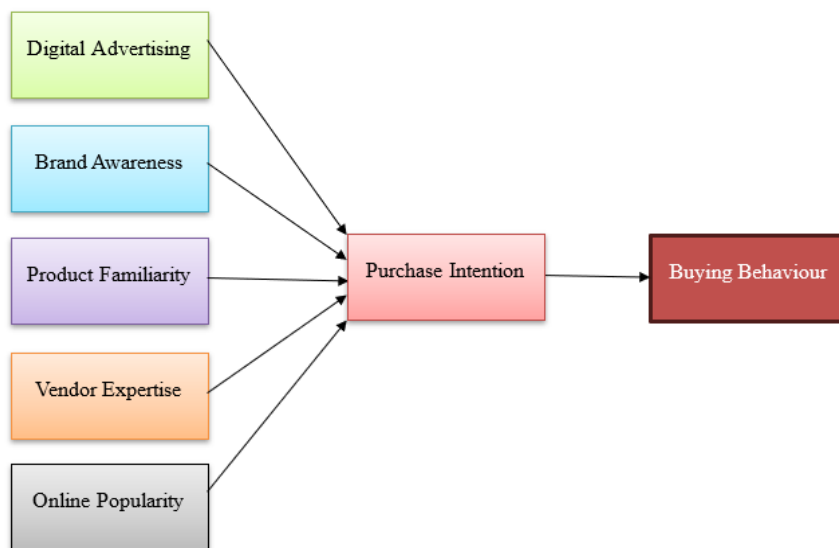 Digital Advertising
Brand Awareness
Product Familiarity
Vendor Expertise
Online Popularity
Purchase Intention
Buying Behaviour